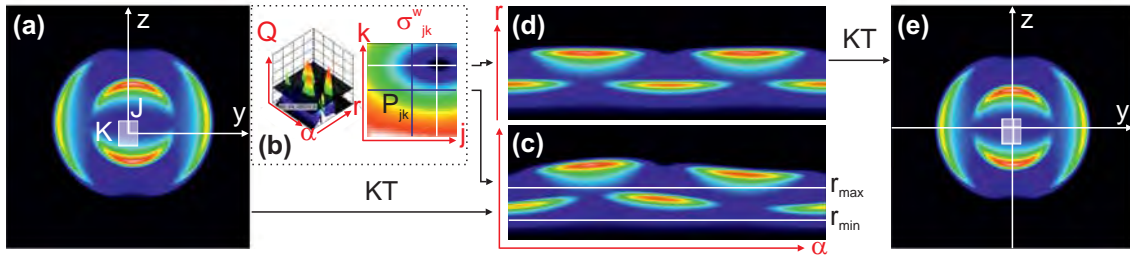 (a)
z
J
K
y
(b)
Q
α
r
k
σ^w_jk
P_jk
j
KT
(d)
r
(c)
r_max
r_min
α
KT
(e)
z
y